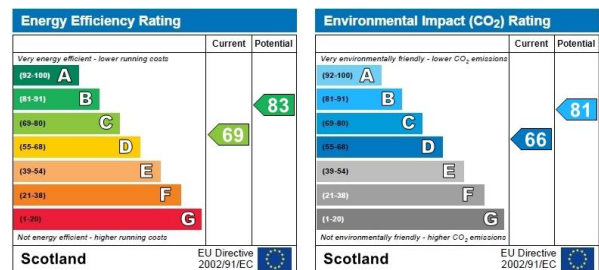 Energy Efficiency Rating
Current Potential
Very energy efficient - lower running costs
(92-100) A
(81-91) B
(69-80) C
(55-68) D
(39-54) E
(21-38) F
(1-20) G
69
83
Not energy efficient - higher running costs
Scotland
EU Directive
2002/91/EC
Environmental Impact (CO2) Rating
Current Potential
Very environmentally friendly - lower CO2 emissions
(92-100) A
(81-91) B
(69-80) C
(55-68) D
(39-54) E
(21-38) F
(1-20) G
66
81
Not environmentally friendly - higher CO2 emissions
Scotland
EU Directive
2002/91/EC